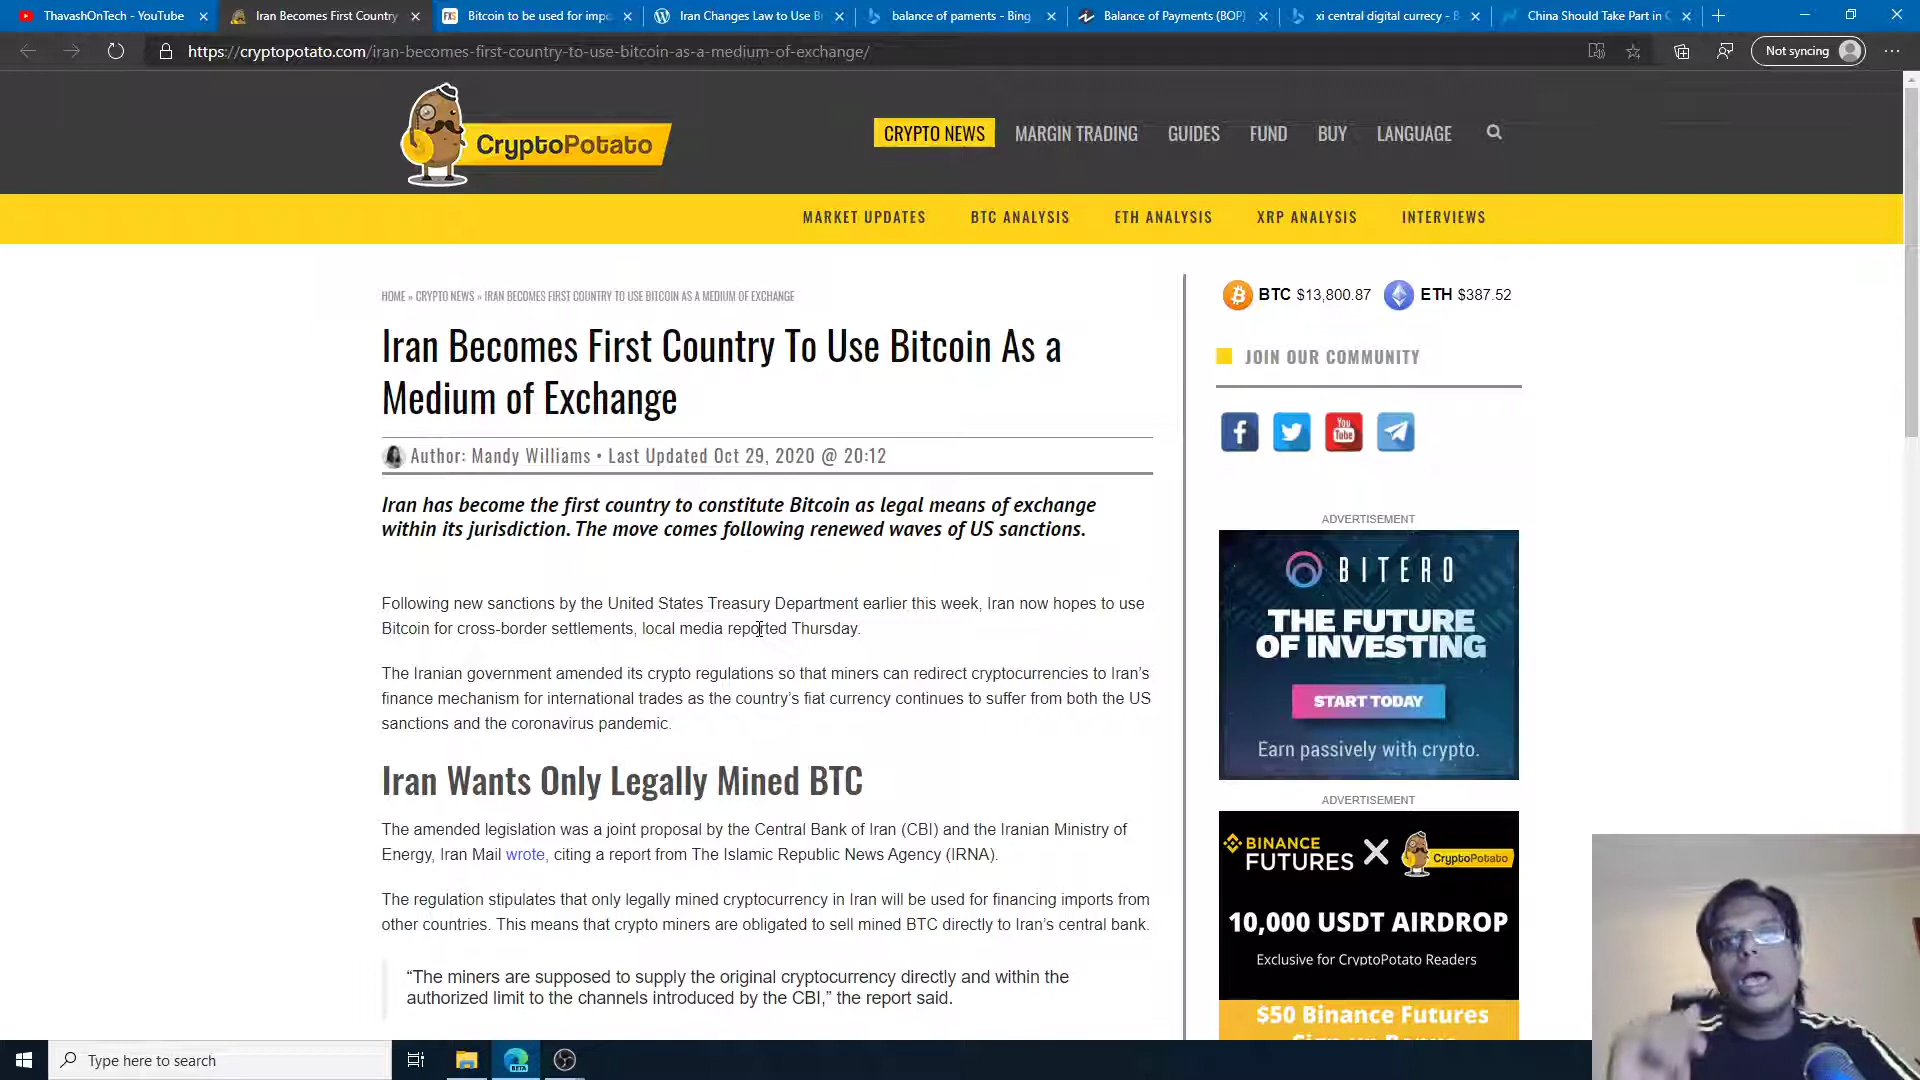 ThavashOnTech - YouTube
Iran Becomes First Country
Bitcoin to be used for impo
Iran Changes Law to Use B
balance of paments - Bing
Balance of Payments (BOP)
xi central digital currecy - B
China Should Take Part in
https://cryptopotato.com/iran-becomes-first-country-to-use-bitcoin-as-a-medium-of-exchange/
Not syncing
CryptoPotato
CRYPTO NEWS
MARGIN TRADING
GUIDES
FUND
BUY
LANGUAGE
MARKET UPDATES
BTC ANALYSIS
ETH ANALYSIS
XRP ANALYSIS
INTERVIEWS
HOME » CRYPTO NEWS » IRAN BECOMES FIRST COUNTRY TO USE BITCOIN AS A MEDIUM OF EXCHANGE
Iran Becomes First Country To Use Bitcoin As a
Medium of Exchange
Author: Mandy Williams • Last Updated Oct 29, 2020 @ 20:12
Iran has become the first country to constitute Bitcoin as legal means of exchange
within its jurisdiction. The move comes following renewed waves of US sanctions.
Following new sanctions by the United States Treasury Department earlier this week, Iran now hopes to use
Bitcoin for cross-border settlements, local media reported Thursday.
The Iranian government amended its crypto regulations so that miners can redirect cryptocurrencies to Iran's
finance mechanism for international trades as the country's fiat currency continues to suffer from both the US
sanctions and the coronavirus pandemic.
Iran Wants Only Legally Mined BTC
The amended legislation was a joint proposal by the Central Bank of Iran (CBI) and the Iranian Ministry of
Energy, Iran Mail wrote, citing a report from The Islamic Republic News Agency (IRNA).
The regulation stipulates that only legally mined cryptocurrency in Iran will be used for financing imports from
other countries. This means that crypto miners are obligated to sell mined BTC directly to Iran's central bank.
“The miners are supposed to supply the original cryptocurrency directly and within the
authorized limit to the channels introduced by the CBI,” the report said.
BTC $13,800.87
ETH $387.52
JOIN OUR COMMUNITY
You
Tube
ADVERTISEMENT
BITERO
THE FUTURE
OF INVESTING
START TODAY
Earn passively with crypto.
ADVERTISEMENT
BINANCE
FUTURES
CryptoPotato
10,000 USDT AIRDROP
Exclusive for CryptoPotato Readers
$50 Binance Futures
Type here to search
BETA